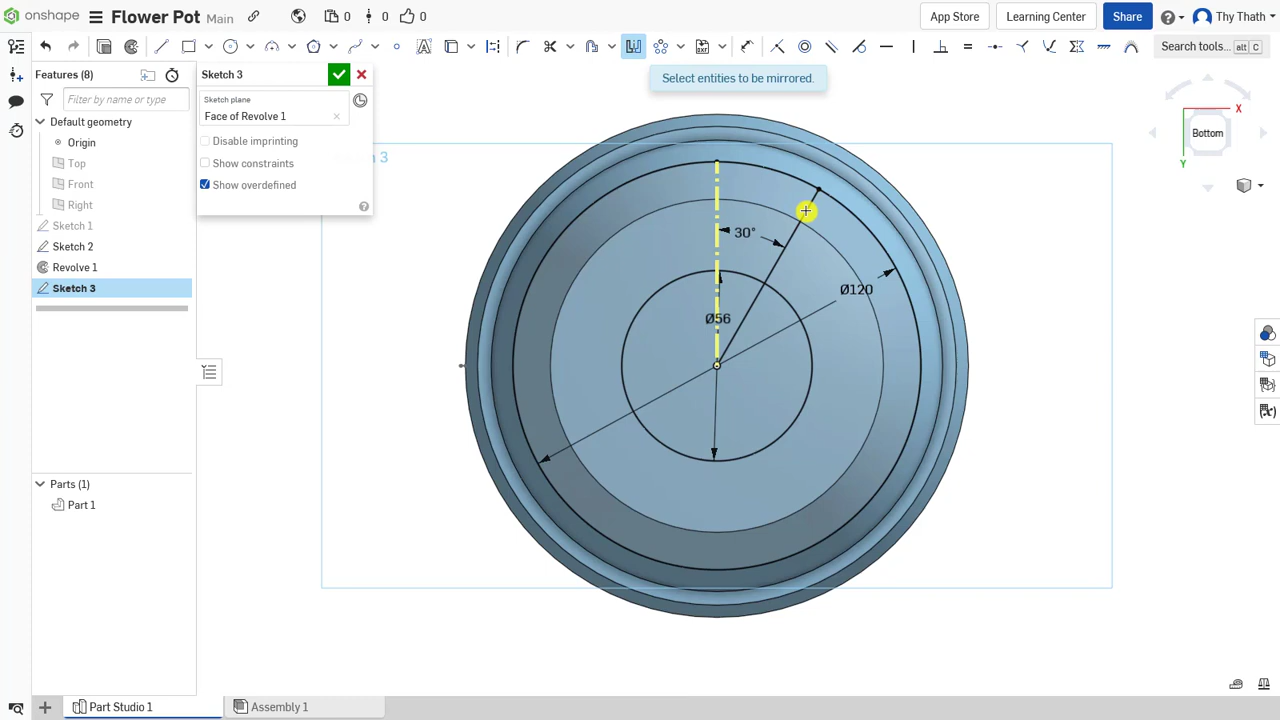 onshape
Flower Pot
Main
0
0
0
App Store
Learning Center
Share
Thy Thath
Search tools...
alt
C
Features (8)
Filter by name or type
Default geometry
Origin
Top
Front
Right
Sketch 1
Sketch 2
Revolve 1
Sketch 3
Sketch 3
Sketch plane
Face of Revolve 1
Disable imprinting
Show constraints
Show overdefined
Select entities to be mirrored.
3
30°
Ø120
Ø56
X
Bottom
Y
Parts (1)
Part 1
Part Studio 1
Assembly 1